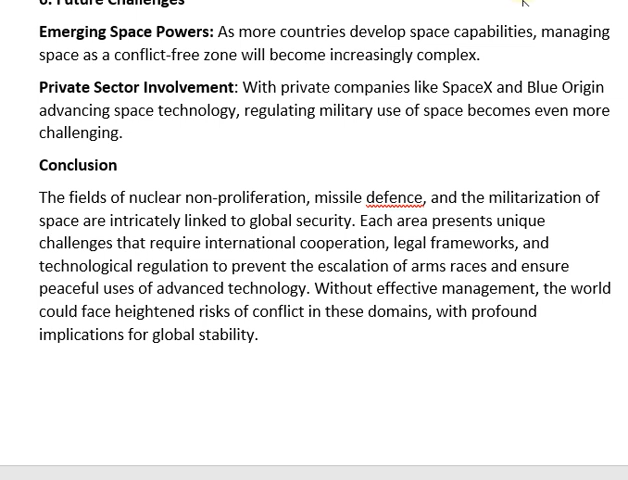 6. Future Challenges
Emerging Space Powers: As more countries develop space capabilities, managing
space as a conflict-free zone will become increasingly complex.
Private Sector Involvement: With private companies like SpaceX and Blue Origin
advancing space technology, regulating military use of space becomes even more
challenging.
Conclusion
The fields of nuclear non-proliferation, missile defence, and the militarization of
space are intricately linked to global security. Each area presents unique
challenges that require international cooperation, legal frameworks, and
technological regulation to prevent the escalation of arms races and ensure
peaceful uses of advanced technology. Without effective management, the world
could face heightened risks of conflict in these domains, with profound
implications for global stability.